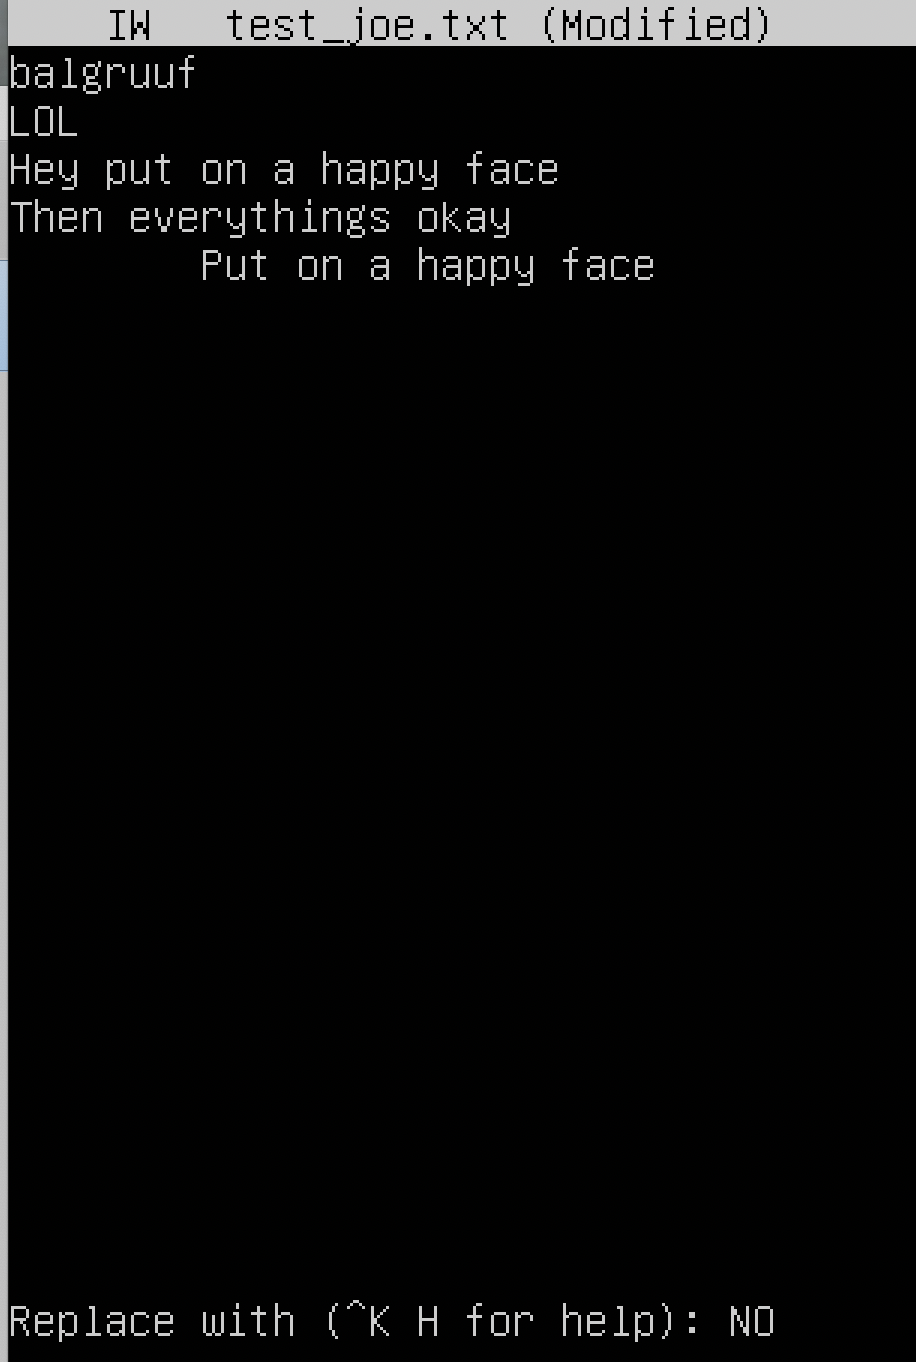 IW   test_joe.txt (Modified)
balgruuf
LOL
Hey put on a happy face
Then everythings okay
        Put on a happy face
Replace with (^K H for help): NO